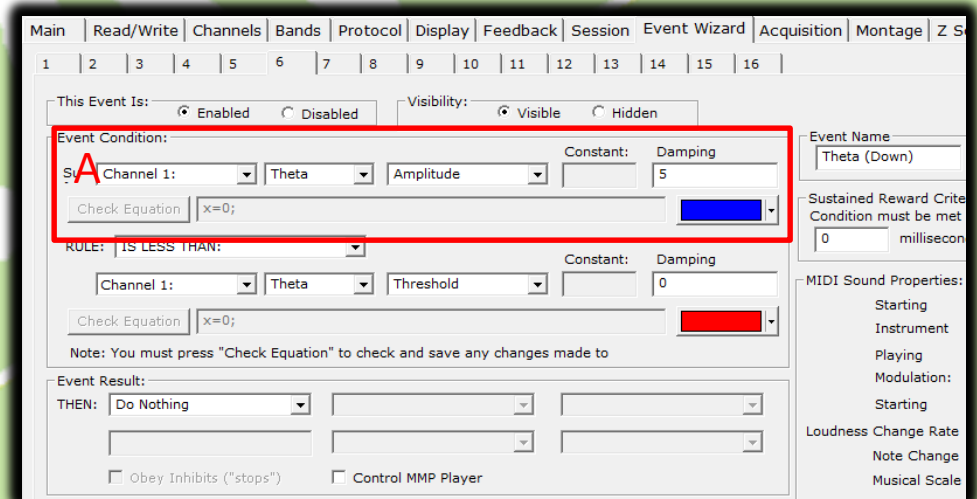 Main Read/Write Channels Bands Protocol Display Feedback Session Event Wizard Acquisition Montage
1 2 3 4 5 6 7 8 9 10 11 12 13 14 15 16
This Event Is: Enabled Disabled Visibility: Visible Hidden
Event Condition: Event Name
Constant: Damping
A Channel 1: Theta Amplitude 5 Theta (Down)
Check Equation x=0;
Sustained Reward Crite
Condition must be met
0 millisecon
RULE: IS LESS THAN:
Constant: Damping
Channel 1: Theta Threshold 0
Check Equation x=0;
Note: You must press "Check Equation" to check and save any changes made to
MIDI Sound Properties:
Starting
Instrument
Playing
Modulation:
Starting
Loudness Change Rate
Note Change
Musical Scale
Event Result:
THEN: Do Nothing
Obey Inhibits ("stops") Control MMP Player